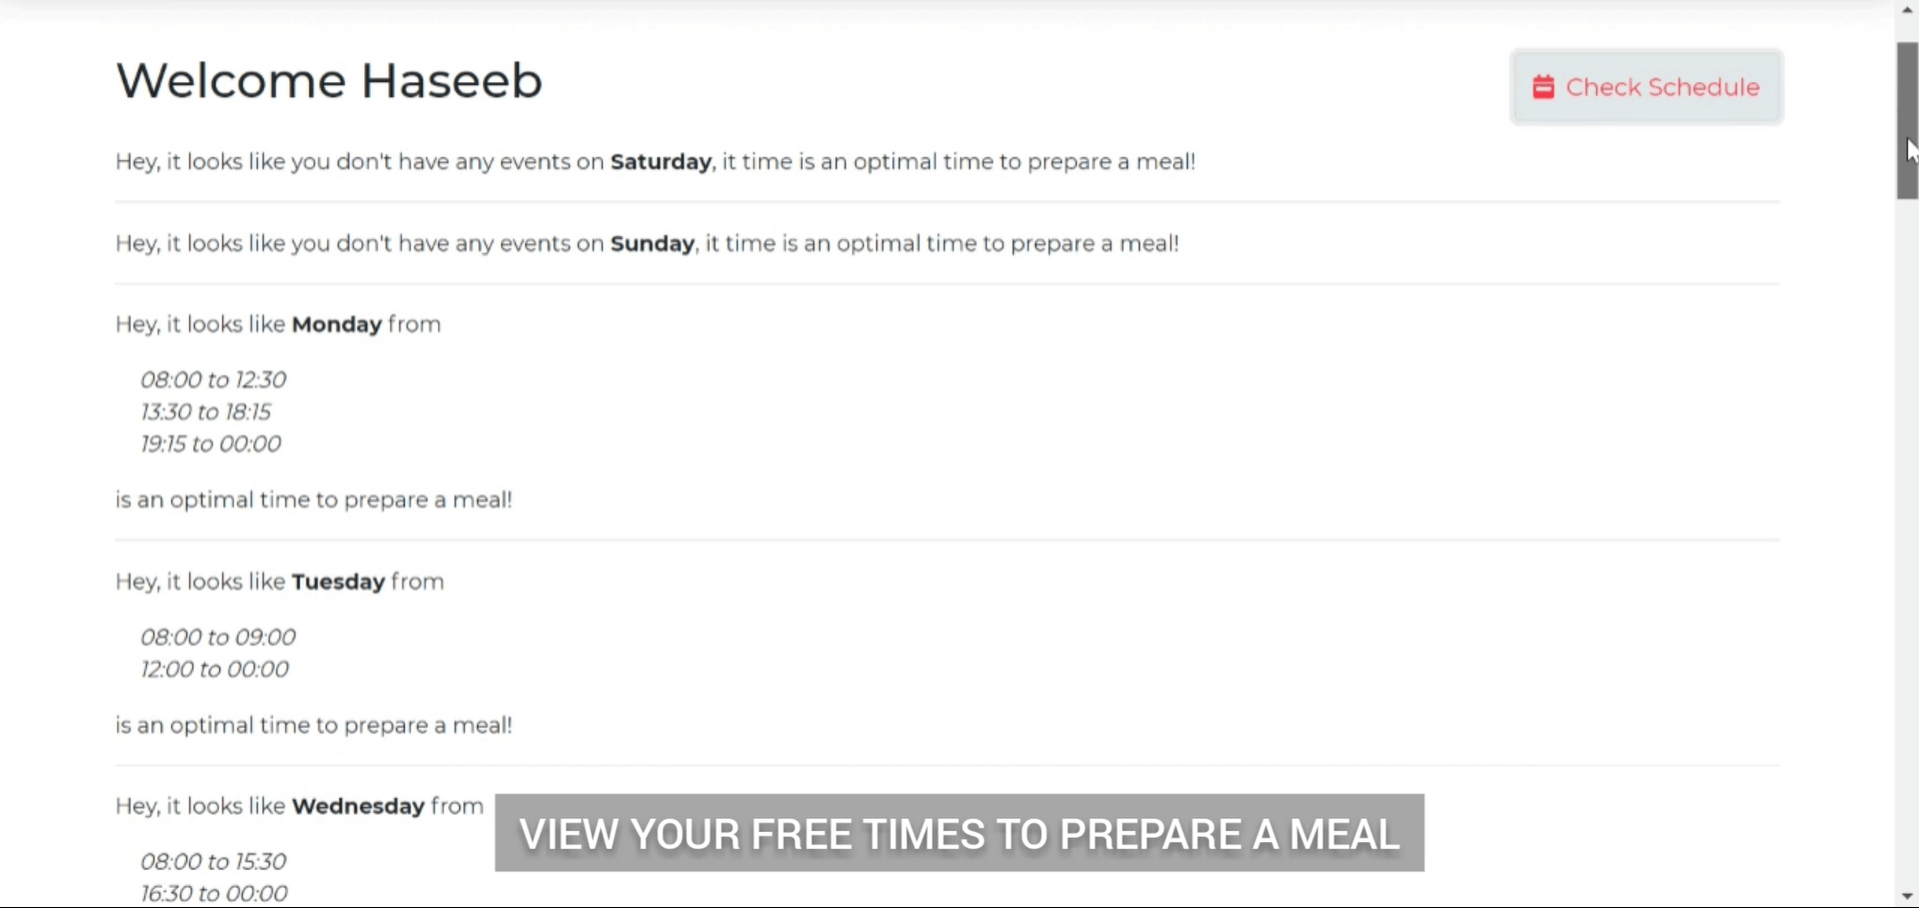 Welcome Haseeb
Check Schedule
Hey, it looks like you don't have any events on Saturday, it time is an optimal time to prepare a meal!
Hey, it looks like you don't have any events on Sunday, it time is an optimal time to prepare a meal!
Hey, it looks like Monday from
08:00 to 12:30
13:30 to 18:15
19:15 to 00:00
is an optimal time to prepare a meal!
Hey, it looks like Tuesday from
08:00 to 09:00
12:00 to 00:00
is an optimal time to prepare a meal!
Hey, it looks like Wednesday from
VIEW YOUR FREE TIMES TO PREPARE A MEAL
08:00 to 15:30
16:30 to 00:00